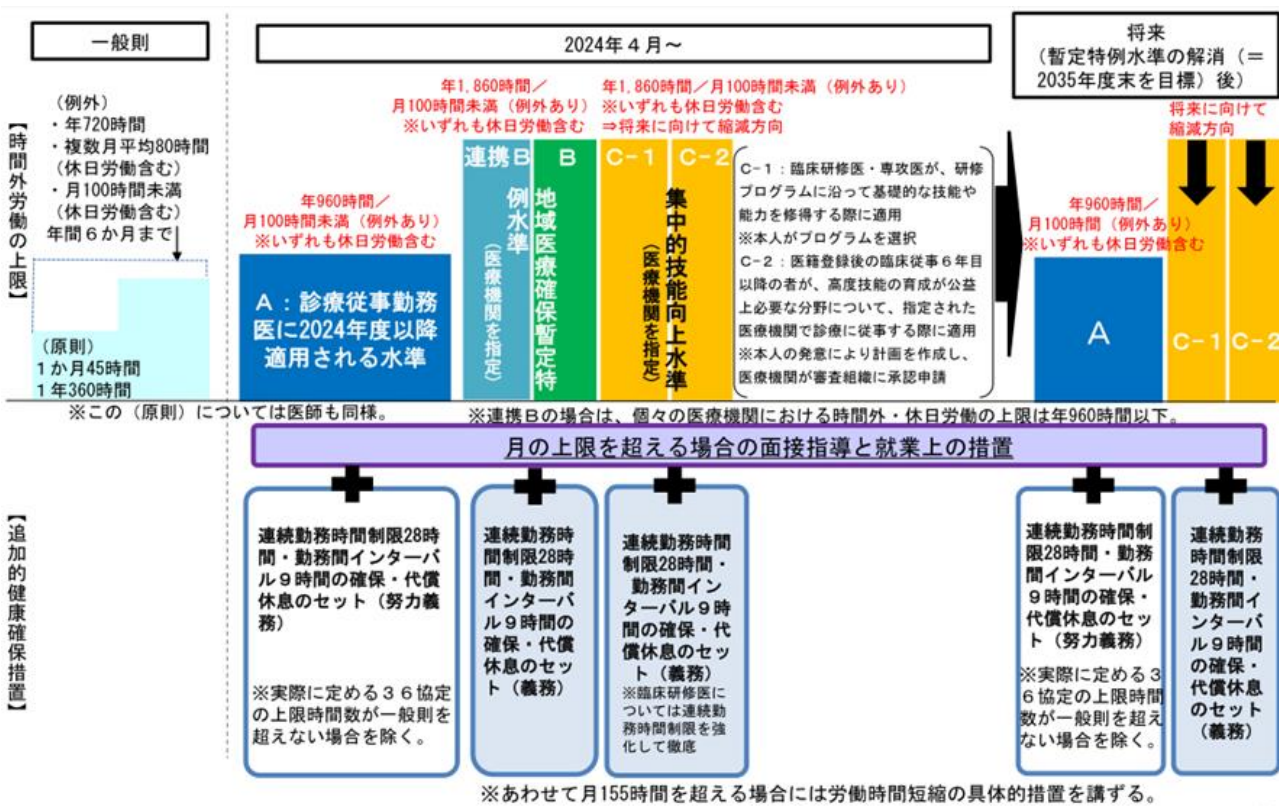 一般則
2024年4月～
将来
（暫定特例水準の解消（＝
2035年度末を目標）後）
【時間外労働の上限】
（例外）
・年720時間
・複数月平均80時間
（休日労働含む）
・月100時間未満
（休日労働含む）
年間６か月まで
（原則）
１か月45時間
１年360時間
※この（原則）については医師も同様。
年960時間／
月100時間未満（例外あり）
※いずれも休日労働含む
Ａ：診療従事勤務
医に2024年度以降
適用される水準
年1,860時間／
月100時間未満（例外あり）
※いずれも休日労働含む
連携Ｂ
Ｂ
地域医療確保暫定特
例水準
（医療機関を指定）
年1,860時間／月100時間未満（例外あり）
※いずれも休日労働含む
⇒将来に向けて縮減方向
Ｃ-１
Ｃ-２
集中的技能向上水準
（医療機関を指定）
Ｃ-１：臨床研修医・専攻医が、研修
プログラムに沿って基礎的な技能や
能力を修得する際に適用
※本人がプログラムを選択
Ｃ-２：医籍登録後の臨床従事６年目
以降の者が、高度技能の育成が公益
上必要な分野について、指定された
医療機関で診療に従事する際に適用
※本人の発意により計画を作成し、
医療機関が審査組織に承認申請
年960時間／
月100時間（例外あり）
※いずれも休日労働含む
Ａ
将来に向けて
縮減方向
Ｃ-１
Ｃ-２
※連携Ｂの場合は、個々の医療機関における時間外・休日労働の上限は年960時間以下。
月の上限を超える場合の面接指導と就業上の措置
【追加的健康確保措置】
連続勤務時間制限28時
間・勤務間インターバ
ル９時間の確保・代償
休息のセット（努力義
務）
※実際に定める３６協定
の上限時間数が一般則を
超えない場合を除く。
連続勤務時
間制限28時
間・勤務間
インターバ
ル９時間の
確保・代償
休息のセッ
ト（義務）
連続勤務時間
制限28時間・
勤務間イン
ターバル９時
間の確保・代
償休息のセッ
ト（義務）
※臨床研修医に
ついては連続勤
務時間制限を強
化して徹底
連続勤務時間制
限28時間・勤務
間インターバル
９時間の確保・
代償休息のセッ
ト（努力義務）
※実際に定める３
６協定の上限時間
数が一般則を超え
ない場合を除く。
連続勤務
時間制限
28時間・
勤務間イ
ンターバ
ル９時間
の確保・
代償休息
のセット
（義務）
※あわせて月155時間を超える場合には労働時間短縮の具体的措置を講ずる。